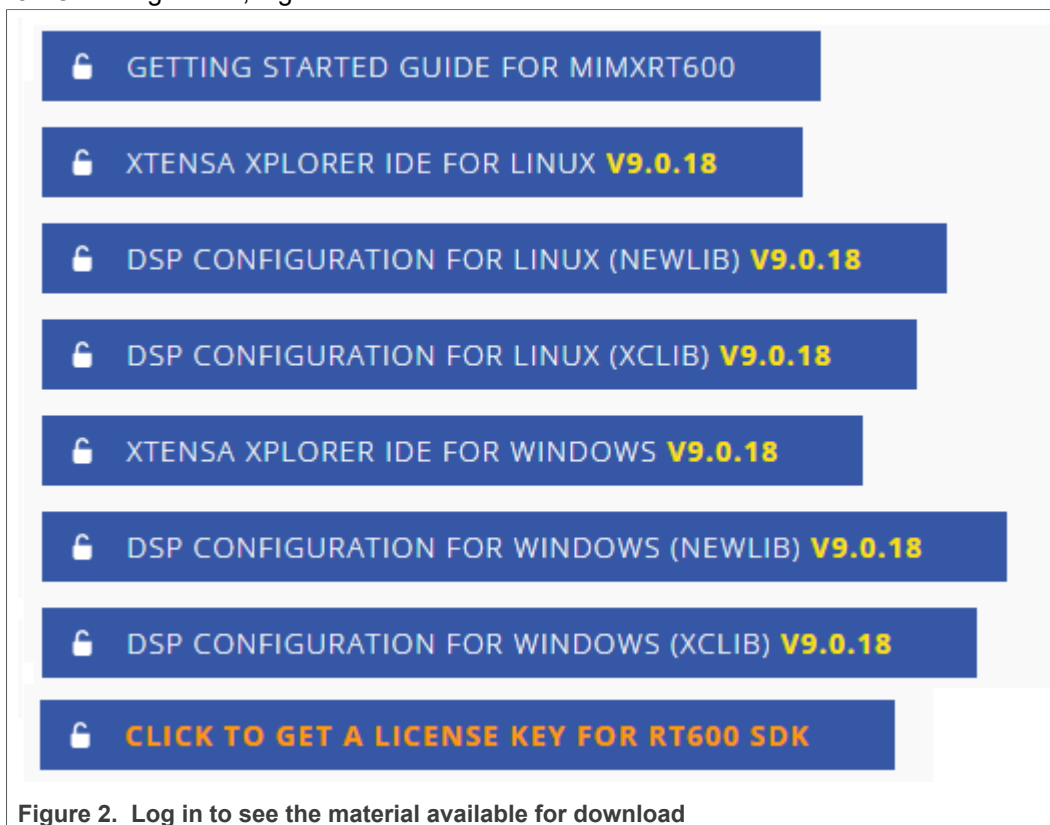 GETTING STARTED GUIDE FOR MIMXRT600
XTENSA XPLORER IDE FOR LINUX V9.0.18
DSP CONFIGURATION FOR LINUX (NEWLIB) V9.0.18
DSP CONFIGURATION FOR LINUX (XCLIB) V9.0.18
XTENSA XPLORER IDE FOR WINDOWS V9.0.18
DSP CONFIGURATION FOR WINDOWS (NEWLIB) V9.0.18
DSP CONFIGURATION FOR WINDOWS (XCLIB) V9.0.18
CLICK TO GET A LICENSE KEY FOR RT600 SDK
Figure 2. Log in to see the material available for download